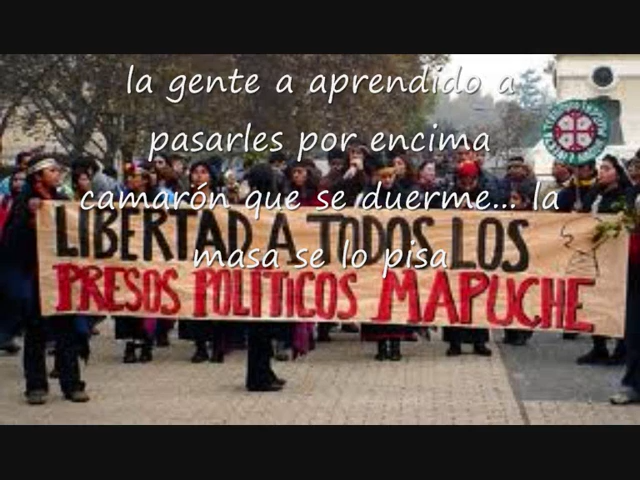 la gente a aprendido a
pasarles por encima
camarón que se duerme... la
masa se lo pisa
LIBERTAD A TODOS LOS
PRESOS POLÍTICOS MAPUCHE